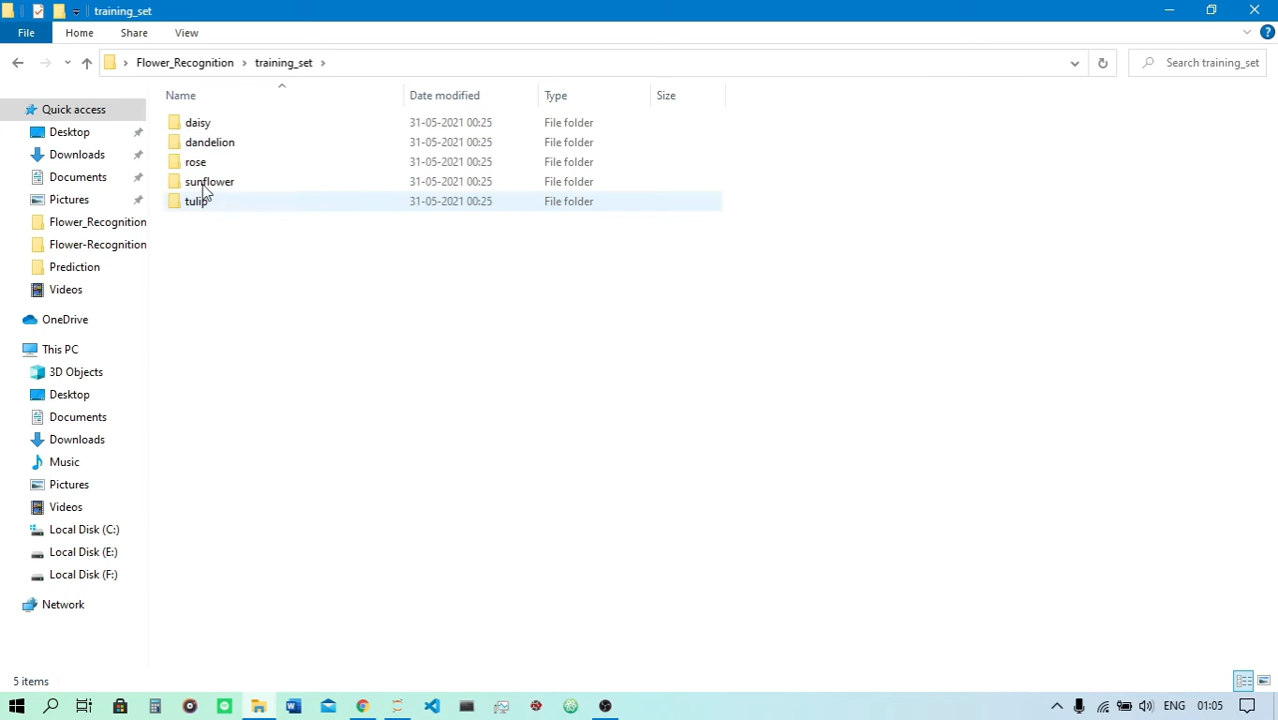 training_set
File Home Share View
Flower_Recognition training_set
Search training_set
Name Date modified Type Size
daisy 31-05-2021 00:25 File folder
dandelion 31-05-2021 00:25 File folder
rose 31-05-2021 00:25 File folder
sunflower 31-05-2021 00:25 File folder
tulip 31-05-2021 00:25 File folder
Quick access
Desktop
Downloads
Documents
Pictures
Flower_Recognition
Flower-Recognition
Prediction
Videos
OneDrive
This PC
3D Objects
Desktop
Documents
Downloads
Music
Pictures
Videos
Local Disk (C:)
Local Disk (E:)
Local Disk (F:)
Network
5 items
ENG 01:05